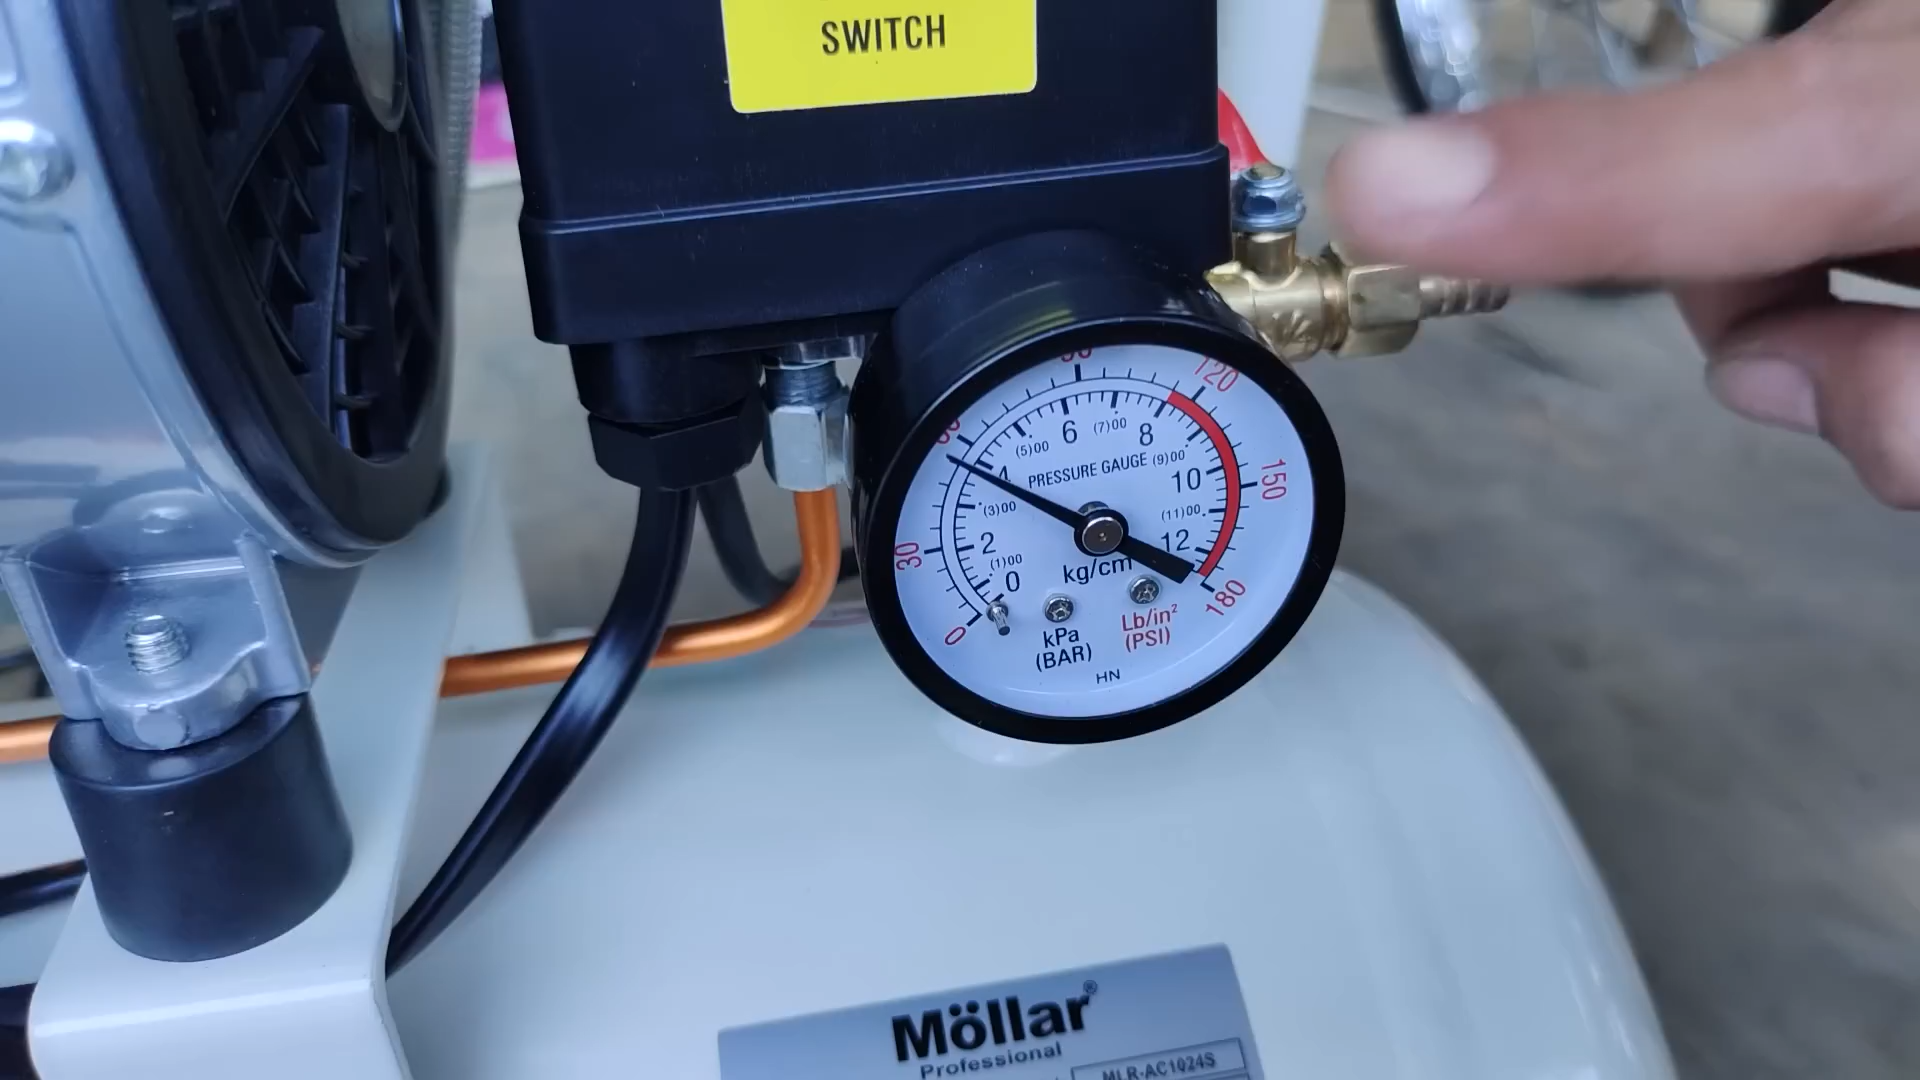 SWITCH
120
150
180
30
0
6
(7)00
8
(5)00
4
PRESSURE GAUGE
(9)00
10
(3)00
(11)00
2
12
(1)00
0
kg/cm
kPa
(BAR)
Lb/in²
(PSI)
HN
Möllar®
Professional
MLR-AC1024S